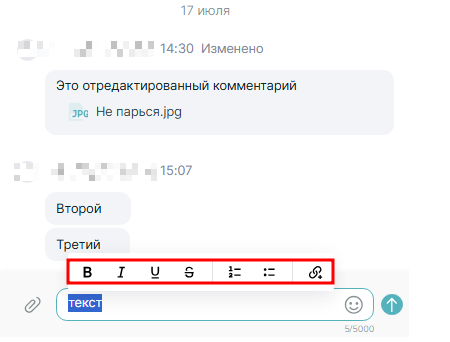 17 июля
14:30 Изменено
Это отредактированный комментарий
JPG Не парься.jpg
15:07
Второй
Третий
B I U S
текст
5/5000